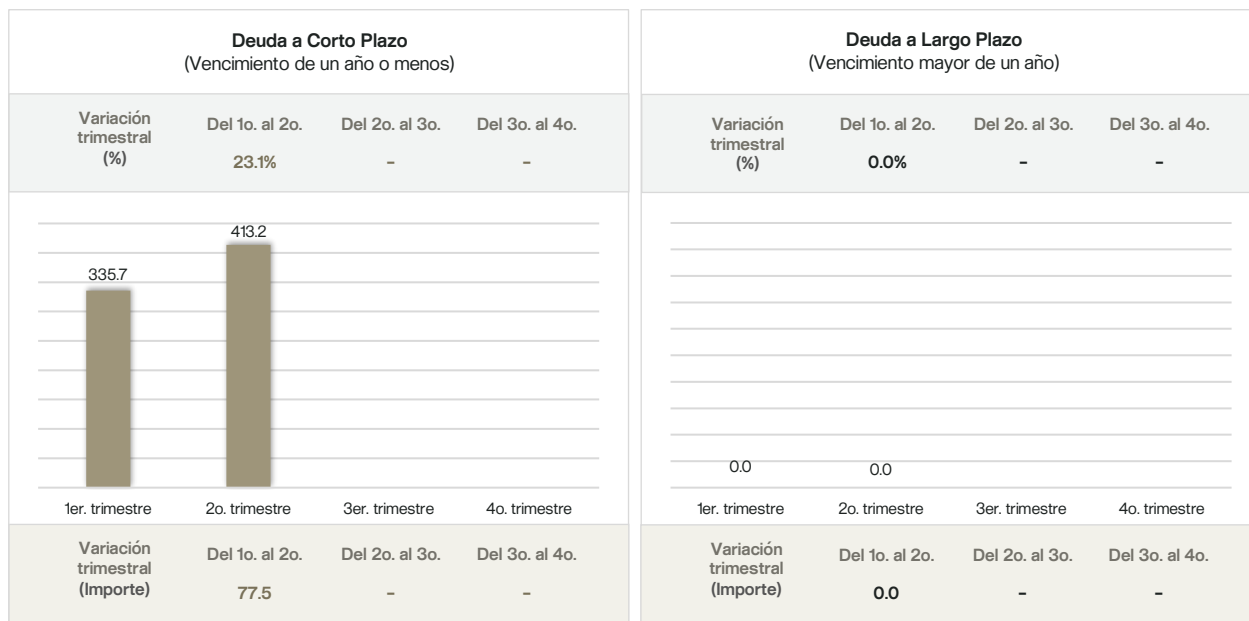 Deuda a Corto Plazo
(Vencimiento de un año o menos)
Variación
trimestral
(%)
Del 1o. al 2o.
Del 2o. al 3o.
Del 3o. al 4o.
23.1%
–
–
413.2
335.7
1er. trimestre
2o. trimestre
3er. trimestre
4o. trimestre
Variación
trimestral
(Importe)
Del 1o. al 2o.
Del 2o. al 3o.
Del 3o. al 4o.
77.5
–
–
Deuda a Largo Plazo
(Vencimiento mayor de un año)
Variación
trimestral
(%)
Del 1o. al 2o.
Del 2o. al 3o.
Del 3o. al 4o.
0.0%
–
–
0.0
0.0
1er. trimestre
2o. trimestre
3er. trimestre
4o. trimestre
Variación
trimestral
(Importe)
Del 1o. al 2o.
Del 2o. al 3o.
Del 3o. al 4o.
0.0
–
–